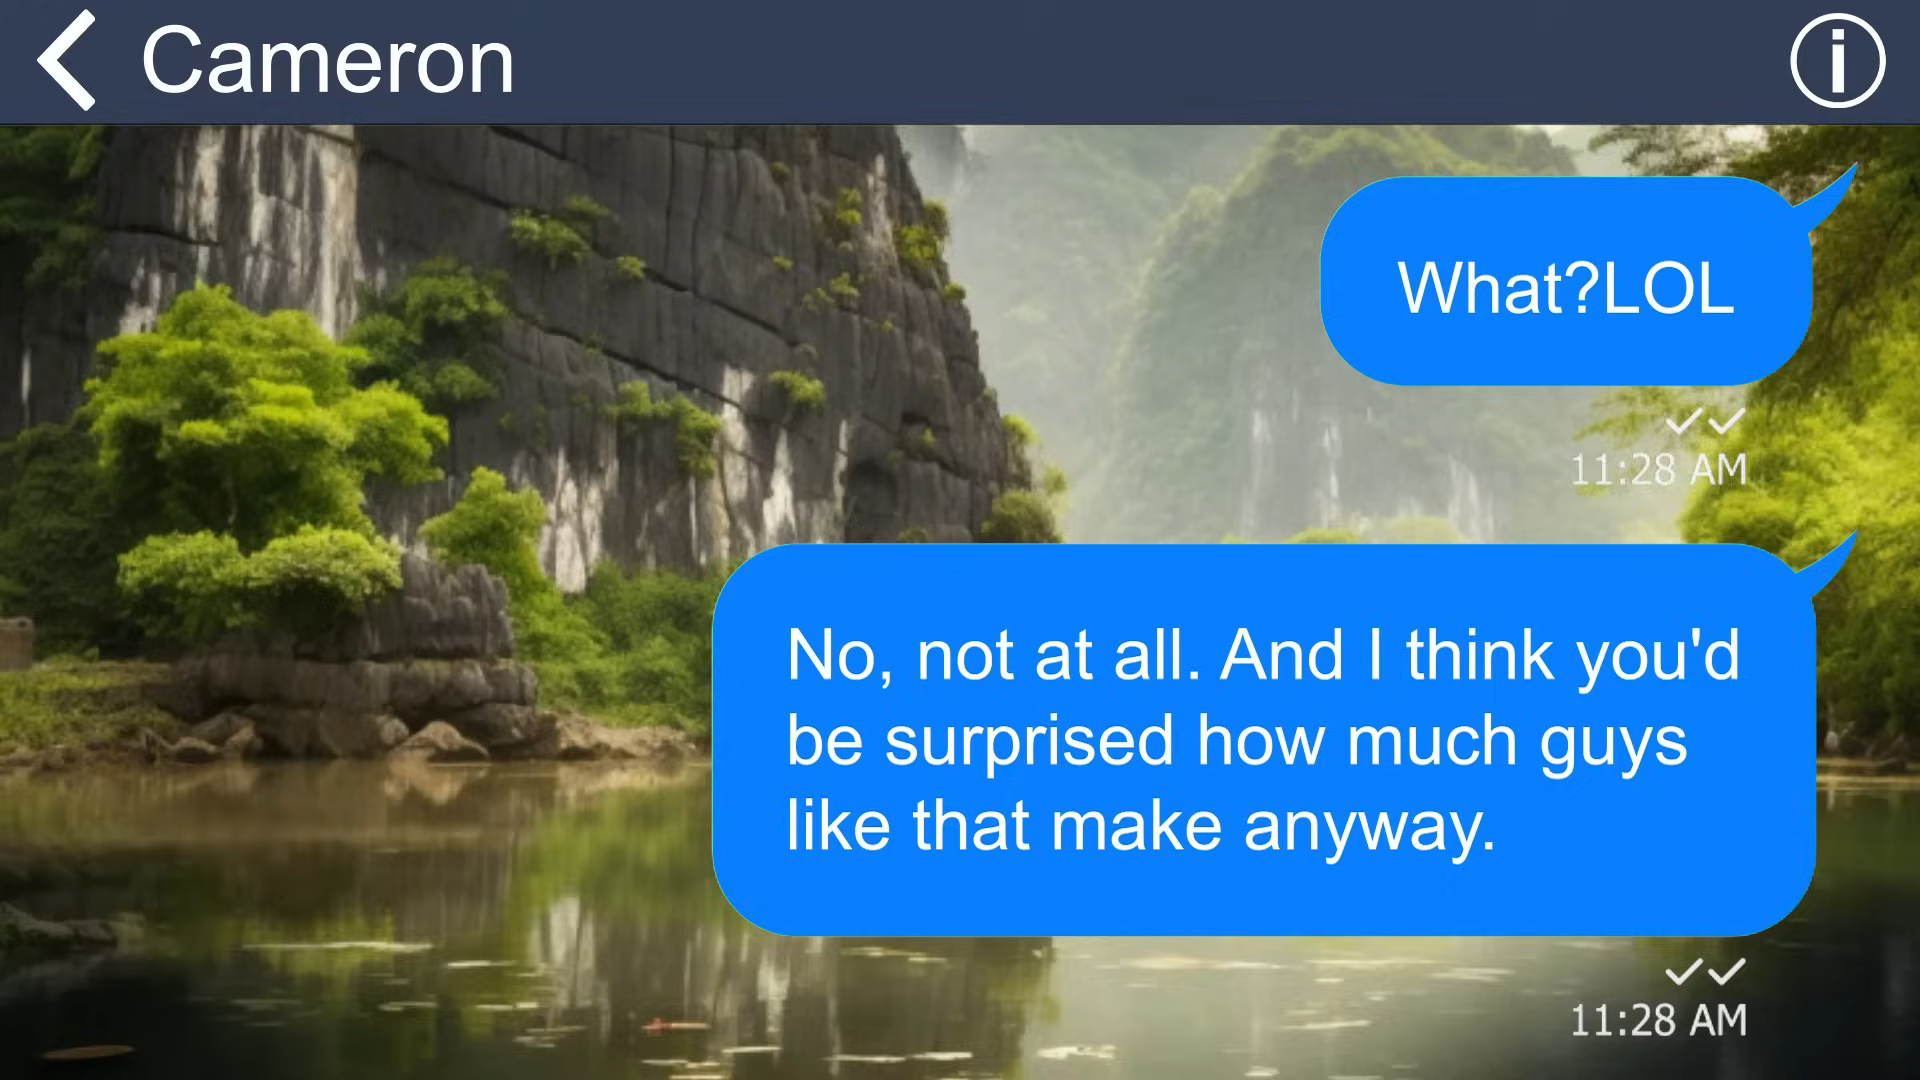 Cameron
What?LOL
11:28 AM
No, not at all. And I think you'd
be surprised how much guys
like that make anyway.
11:28 AM